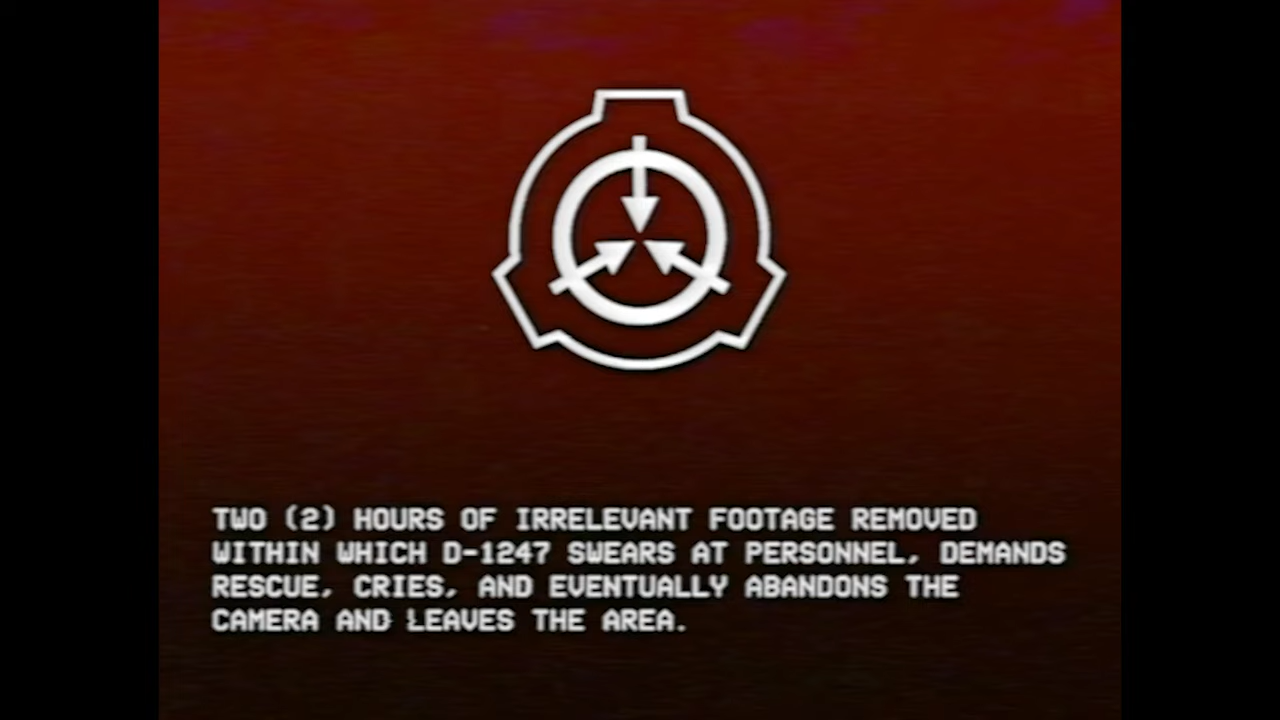 TWO (2) HOURS OF IRRELEVANT FOOTAGE REMOVED
WITHIN WHICH D-1247 SWEARS AT PERSONNEL, DEMANDS
RESCUE, CRIES, AND EVENTUALLY ABANDONS THE
CAMERA AND LEAVES THE AREA.